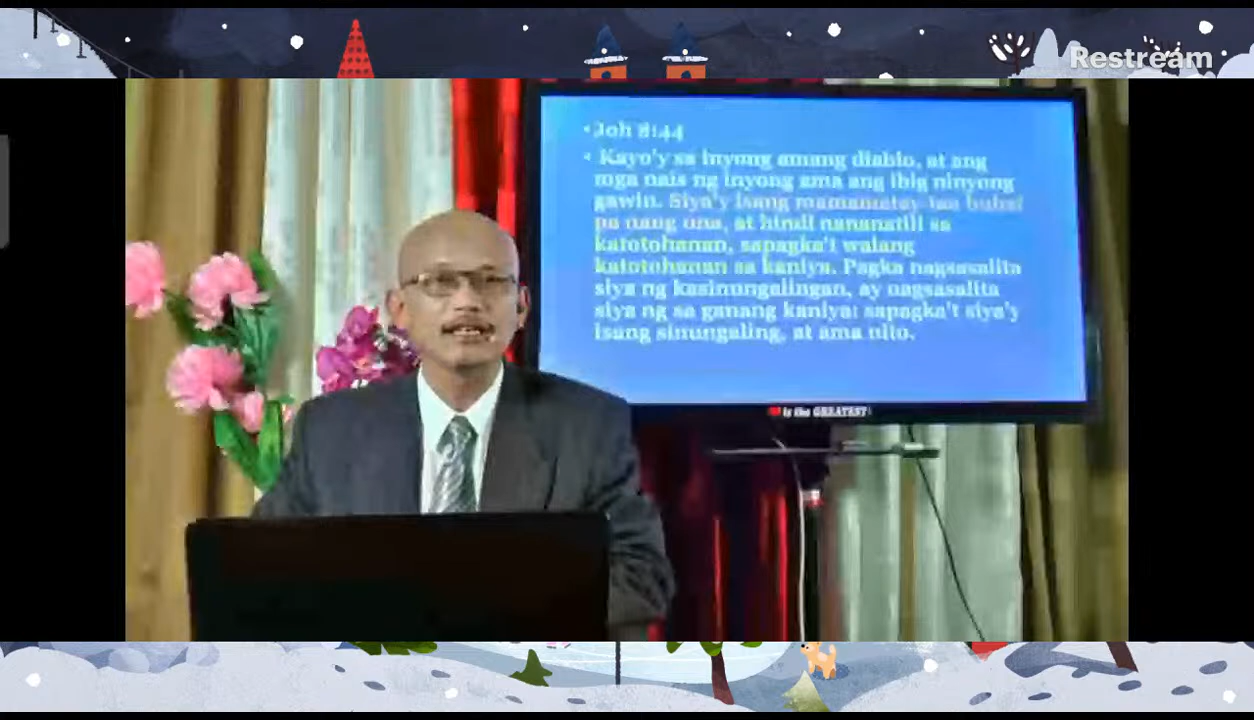 Restream
•Joh 8:44
• Kayo'y sa inyong amang diablo, at ang
mga nais ng inyong ama ang ibig ninyong
gawin. Siya'y isang mamamatay-tao buhat
pa nang una, at hindi nananatili sa
katotohanan, sapagka't walang
katotohanan sa kaniya. Pagka nagsasalita
siya ng kasinungalingan, ay nagsasalita
siya ng sa ganang kaniya: sapagka't siya'y
isang sinungaling, at ama nito.
is the GREATEST!